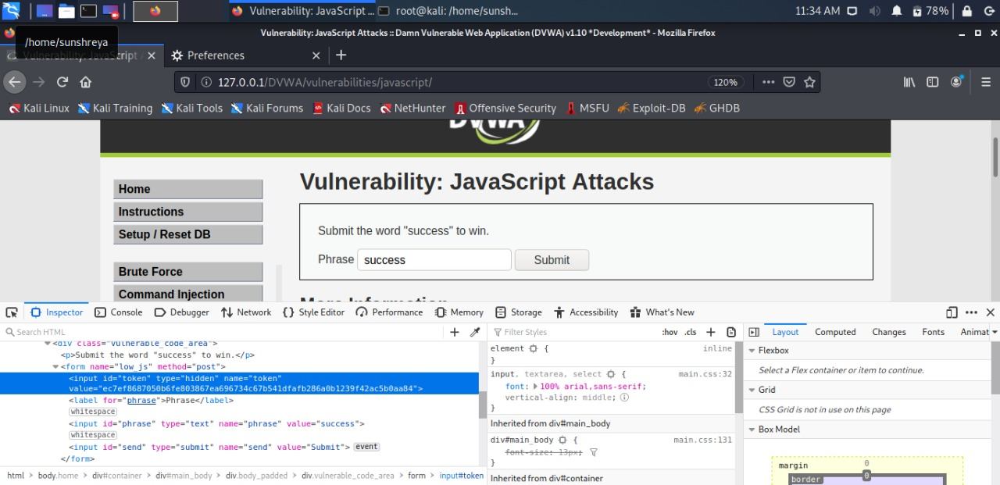 Vulnerability: JavaScript ... root@kali: /home/sunsh... 11:34 AM 78%
/home/sunshreya
Vulnerability: JavaScript Attacks :: Damn Vulnerable Web Application (DVWA) v1.10 *Development* - Mozilla Firefox
Vulnerability: JavaScript A Preferences
127.0.0.1/DVWA/vulnerabilities/javascript/ 120%
Kali Linux Kali Training Kali Tools Kali Forums Kali Docs NetHunter Offensive Security MSFU Exploit-DB GHDB
DVWA
Home
Instructions
Setup / Reset DB
Brute Force
Command Injection
Vulnerability: JavaScript Attacks
Submit the word "success" to win.
Phrase success Submit
More Information
Inspector Console Debugger Network Style Editor Performance Memory Storage Accessibility What's New
Search HTML
<div class="vulnerable_code_area">
<p>Submit the word "success" to win.</p>
<form name="low_js" method="post">
<input id="token" type="hidden" name="token"
value="ec7ef8687050b6fe803867ea696734c67b541dfafb286a0b1239f42ac5b0aa84">
<label for="phrase">Phrase</label>
whitespace
<input id="phrase" type="text" name="phrase" value="success">
whitespace
<input id="send" type="submit" name="send" value="Submit"> event
</form>
html > body.home > div#container > div#main_body > div.body_padded > div.vulnerable_code_area > form > input#token
Filter Styles :hov .cls
element { inline
}
input, textarea, select { main.css:32
font: 100% arial,sans-serif;
vertical-align: middle;
}
Inherited from div#main_body
div#main_body { main.css:131
font-size: 13px;
}
Inherited from div#container
Layout Computed Changes Fonts Animat
Flexbox
Select a Flex container or item to continue.
Grid
CSS Grid is not in use on this page
Box Model
margin 0
border 0